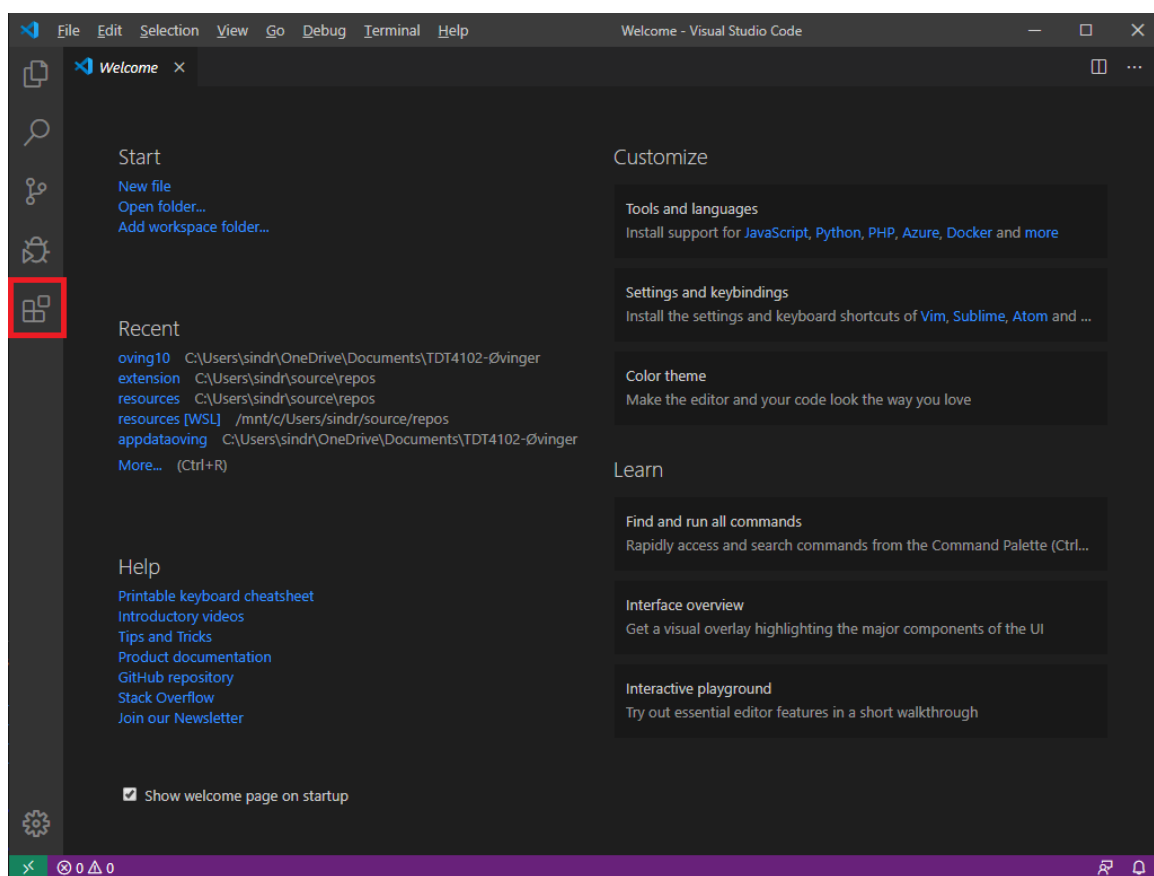 File Edit Selection View Go Debug Terminal Help Welcome - Visual Studio Code
Welcome
Start
New file
Open folder...
Add workspace folder...
Recent
oving10 C:\Users\sindr\OneDrive\Documents\TDT4102-Øvinger
extension C:\Users\sindr\source\repos
resources C:\Users\sindr\source\repos
resources [WSL] /mnt/c/Users/sindr/source/repos
appdataoving C:\Users\sindr\OneDrive\Documents\TDT4102-Øvinger
More... (Ctrl+R)
Help
Printable keyboard cheatsheet
Introductory videos
Tips and Tricks
Product documentation
GitHub repository
Stack Overflow
Join our Newsletter
Show welcome page on startup
Customize
Tools and languages
Install support for JavaScript, Python, PHP, Azure, Docker and more
Settings and keybindings
Install the settings and keyboard shortcuts of Vim, Sublime, Atom and ...
Color theme
Make the editor and your code look the way you love
Learn
Find and run all commands
Rapidly access and search commands from the Command Palette (Ctrl...
Interface overview
Get a visual overlay highlighting the major components of the UI
Interactive playground
Try out essential editor features in a short walkthrough
0 0